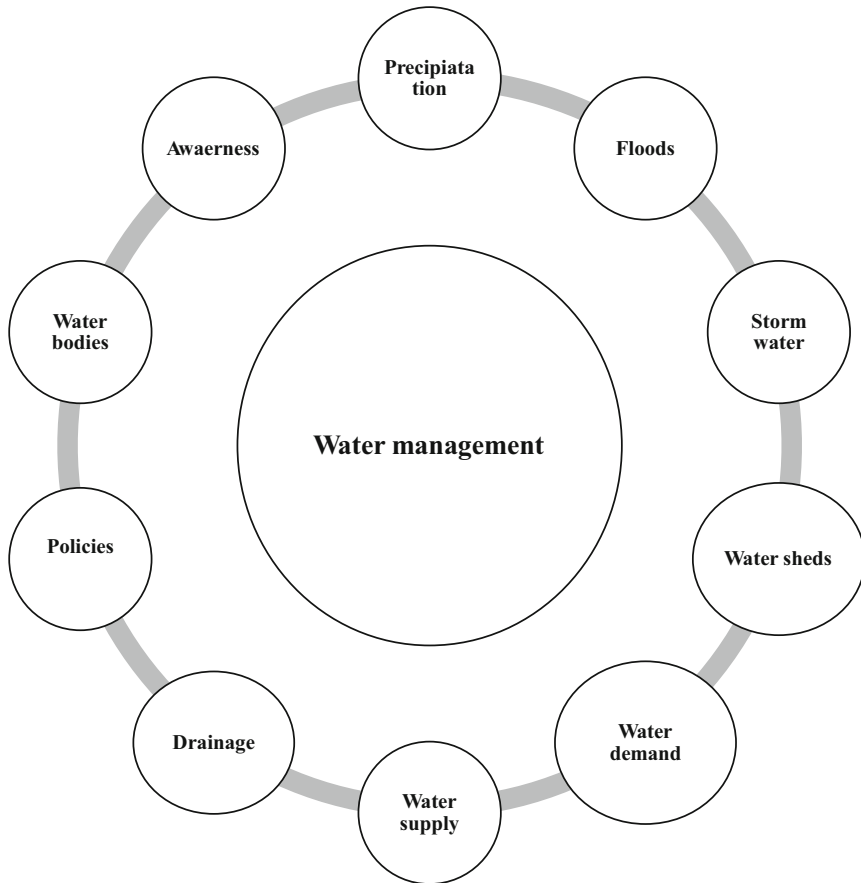 Precipiata
tion
Floods
Storm
water
Water sheds
Water
demand
Water
supply
Drainage
Policies
Water
bodies
Awaerness
Water management